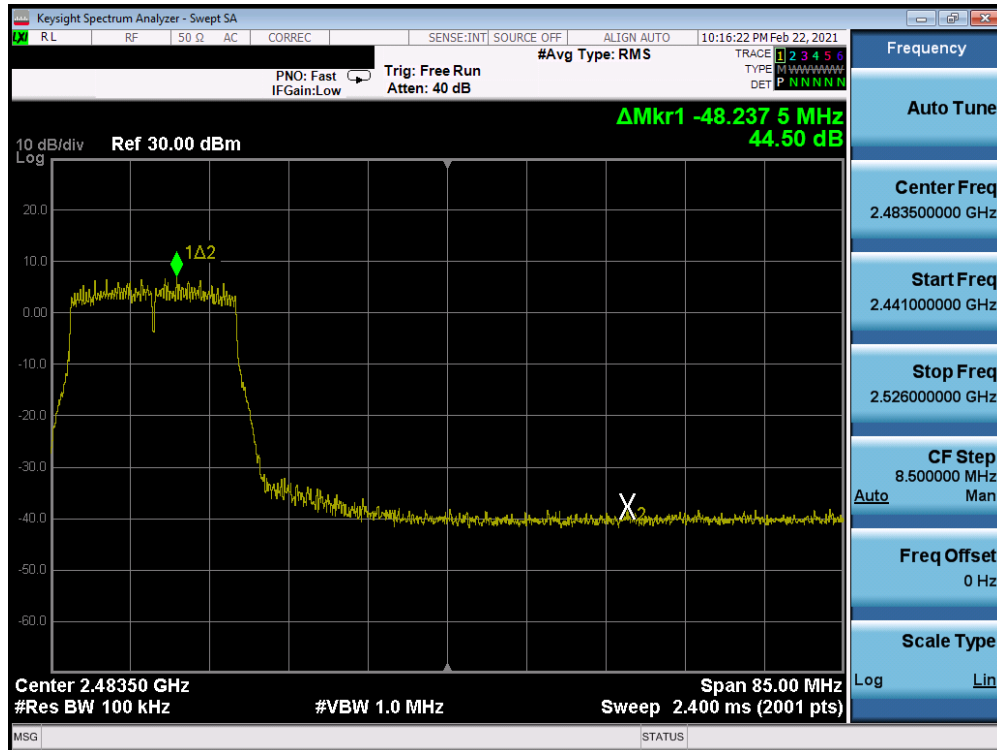 Keysight Spectrum Analyzer - Swept SA
LXI RL RF 50 Ω AC CORREC SENSE:INT SOURCE OFF ALIGN AUTO 10:16:22 PM Feb 22, 2021
#Avg Type: RMS TRACE 1 2 3 4 5 6
PNO: Fast Trig: Free Run TYPE M WWWWW
IFGain:Low Atten: 40 dB DET P N N N N N
ΔMkr1 -48.237 5 MHz
44.50 dB
10 dB/div Ref 30.00 dBm
Log
20.0
10.0
0.00
-10.0
-20.0
-30.0
-40.0
-50.0
-60.0
1Δ2
X2
Center 2.48350 GHz Span 85.00 MHz
#Res BW 100 kHz #VBW 1.0 MHz Sweep 2.400 ms (2001 pts)
MSG STATUS
Frequency
Auto Tune
Center Freq
2.483500000 GHz
Start Freq
2.441000000 GHz
Stop Freq
2.526000000 GHz
CF Step
8.500000 MHz
Auto Man
Freq Offset
0 Hz
Scale Type
Log Lin